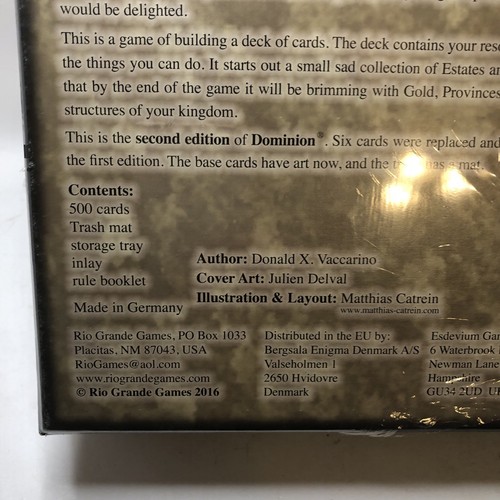 would be delighted.
This is a game of building a deck of cards. The deck contains your
the things you can do. It starts out a small sad collection of Estates
that by the end of the game it will be brimming with Gold, Provinces
structures of your kingdom.
This is the second edition of Dominion®. Six cards were replaced and
the first edition. The base cards have art now, and the has a mat.
Contents:
500 cards
Trash mat
storage tray
inlay
rule booklet
Made in Germany
Author: Donald X. Vaccarino
Cover Art: Julien Delval
Illustration & Layout: Matthias Catrein
www.matthias-catrein.com
Rio Grande Games, PO Box 1033
Placitas, NM 87043, USA
RioGames@aol.com
www.riograndegames.com
© Rio Grande Games 2016
Distributed in the EU by:
Bergsala Enigma Denmark A/S
Valseholmen 1
2650 Hvidovre
Denmark
Esdevium
6 Waterbrook
Newman Lane
Hampshire
GU34 2UD,